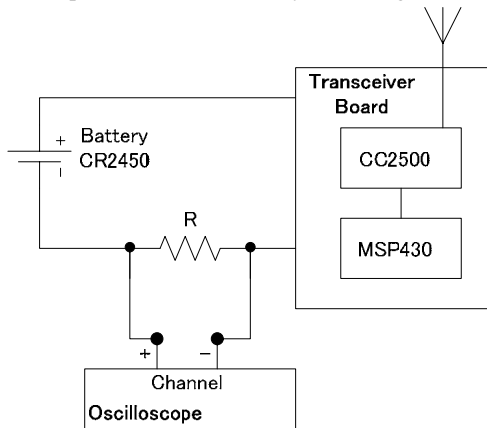 Transceiver
Board
+ Battery
CR2450
CC2500
R
MSP430
+ −
Channel
Oscilloscope